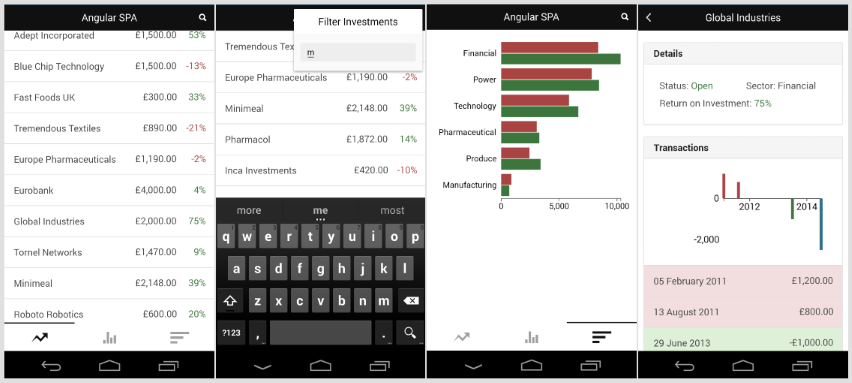 Angular SPA
Adept Incorporated £1,500.00 53%
Blue Chip Technology £1,500.00 -13%
Fast Foods UK £300.00 33%
Tremendous Textiles £890.00 -21%
Europe Pharmaceuticals £1,190.00 -2%
Eurobank £4,000.00 4%
Global Industries £2,000.00 75%
Tornel Networks £1,470.00 9%
Minimeal £2,148.00 39%
Roboto Robotics £600.00 20%
Filter Investments
m
Tremendous Tex
Europe Pharmaceuticals £1,190.00 -2%
Minimeal £2,148.00 39%
Pharmacol £1,872.00 14%
Inca Investments £420.00 -10%
more me most
q w e r t y u i o p
a s d f g h j k l
z x c v b n m
?123 , .
Angular SPA
Financial
Power
Technology
Pharmaceutical
Produce
Manufacturing
0 5,000 10,000
Global Industries
Details
Status: Open Sector: Financial
Return on Investment: 75%
Transactions
0
2012 2014
-2,000
05 February 2011 £1,200.00
13 August 2011 £800.00
29 June 2013 -£1,000.00